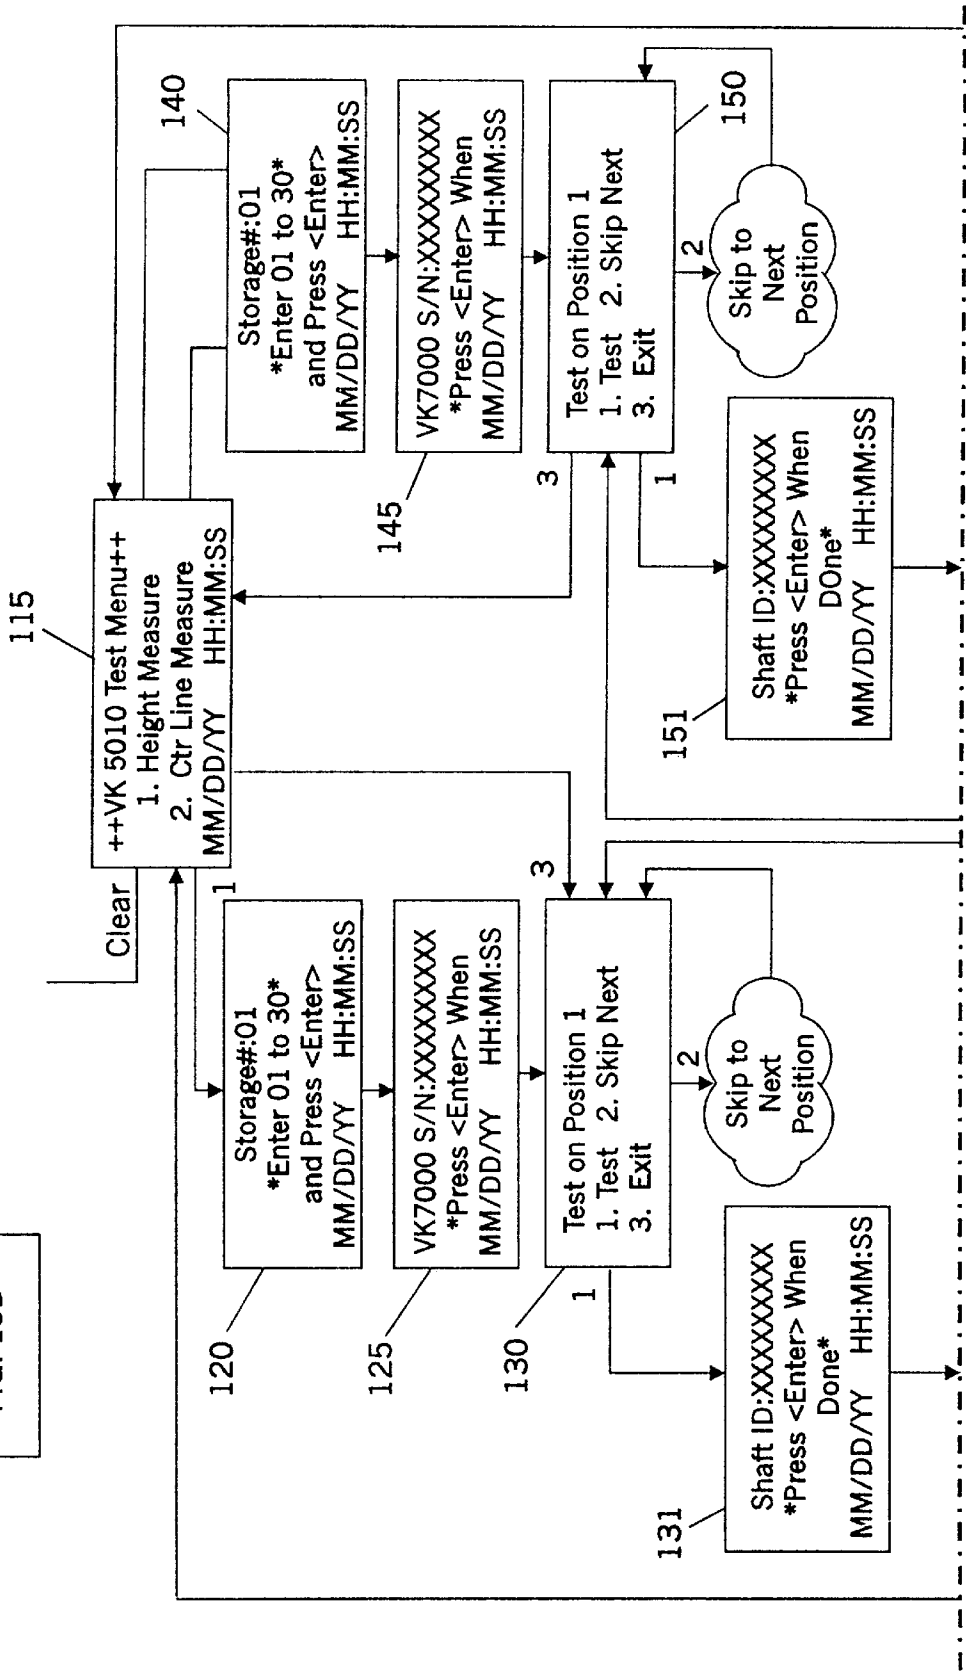 115
++VK 5010 Test Menu++
1. Height Measure
2. Ctr Line Measure
MM/DD/YY HH:MM:SS
Clear
1
120
Storage#:01
*Enter 01 to 30*
and Press <Enter>
MM/DD/YY HH:MM:SS
125
VK7000 S/N:XXXXXXXXX
*Press <Enter> When
MM/DD/YY HH:MM:SS
3
130
Test on Position 1
1. Test 2. Skip Next
3. Exit
1
2
Skip to
Next
Position
131
Shaft ID:XXXXXXXXX
*Press <Enter> When
Done*
MM/DD/YY HH:MM:SS
140
Storage#:01
*Enter 01 to 30*
and Press <Enter>
MM/DD/YY HH:MM:SS
145
VK7000 S/N:XXXXXXXXX
*Press <Enter> When
MM/DD/YY HH:MM:SS
3
150
Test on Position 1
1. Test 2. Skip Next
3. Exit
1
2
Skip to
Next
Position
151
Shaft ID:XXXXXXXXX
*Press <Enter> When
DOne*
MM/DD/YY HH:MM:SS